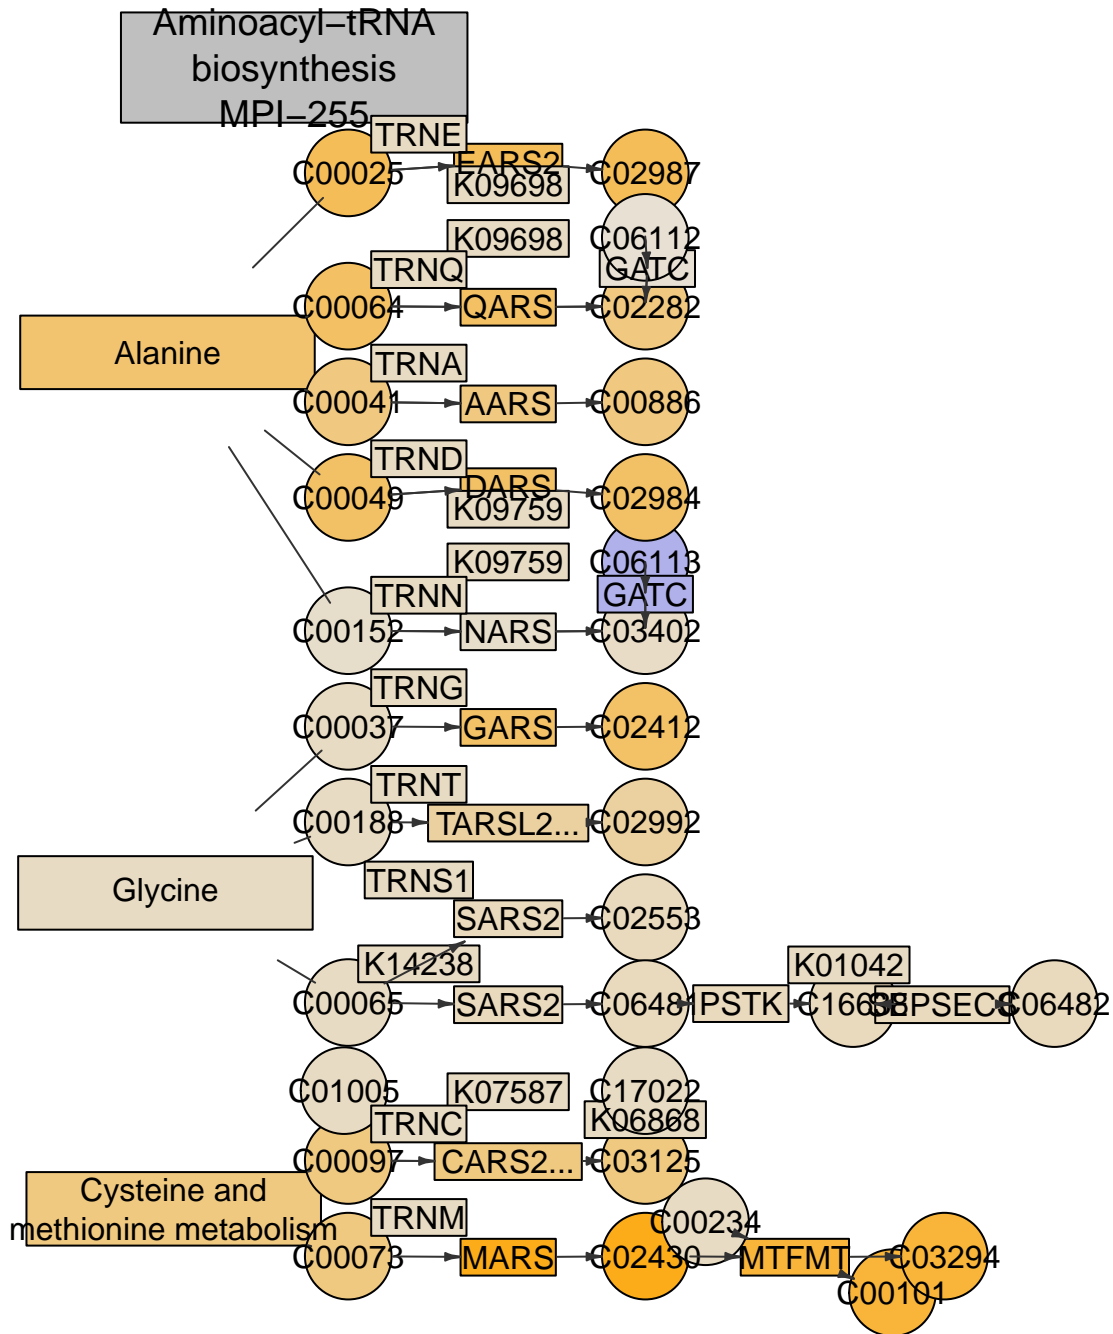 Aminoacyl−tRNA
biosynthesis
MPI−255
TRNE
C00025
EARS2
K09698
C02987
K09698
C06112
TRNQ
GATC
C00064
QARS
C02282
Alanine
TRNA
C00041
AARS
C00886
TRND
C00049
DARS
K09759
C02984
K09759
C06113
TRNN
GATC
C00152
NARS
C03402
TRNG
C00037
GARS
C02412
TRNT
C00188
TARSL2...
C02992
Glycine
TRNS1
SARS2
C02553
K14238
K01042
C00065
SARS2
C06481
PSTK
C16638
SEPSECS
C06482
C01005
K07587
C17022
TRNC
K06868
C00097
CARS2...
C03125
Cysteine and
methionine metabolism
TRNM
C00234
C00073
MARS
C02430
MTFMT
C03294
C00101